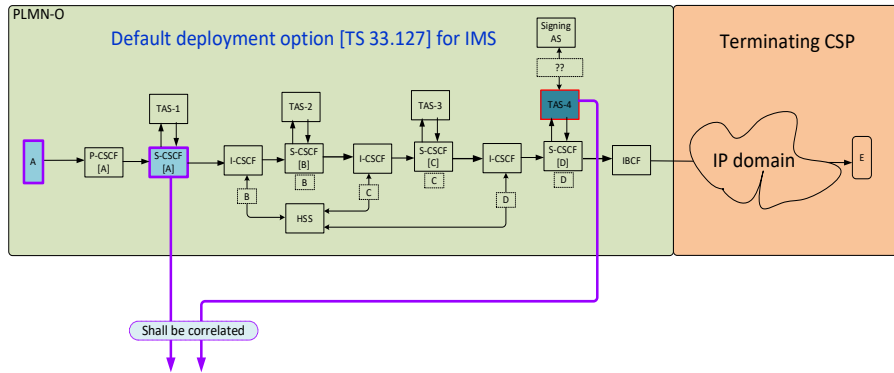 PLMN-O
Default deployment option [TS 33.127] for IMS
Signing
AS
??
Terminating CSP
TAS-1
TAS-2
TAS-3
TAS-4
A
P-CSCF
[A]
S-CSCF
[A]
I-CSCF
S-CSCF
[B]
B
I-CSCF
S-CSCF
[C]
C
I-CSCF
S-CSCF
[D]
D
IBCF
IP domain
E
B
C
D
HSS
Shall be correlated